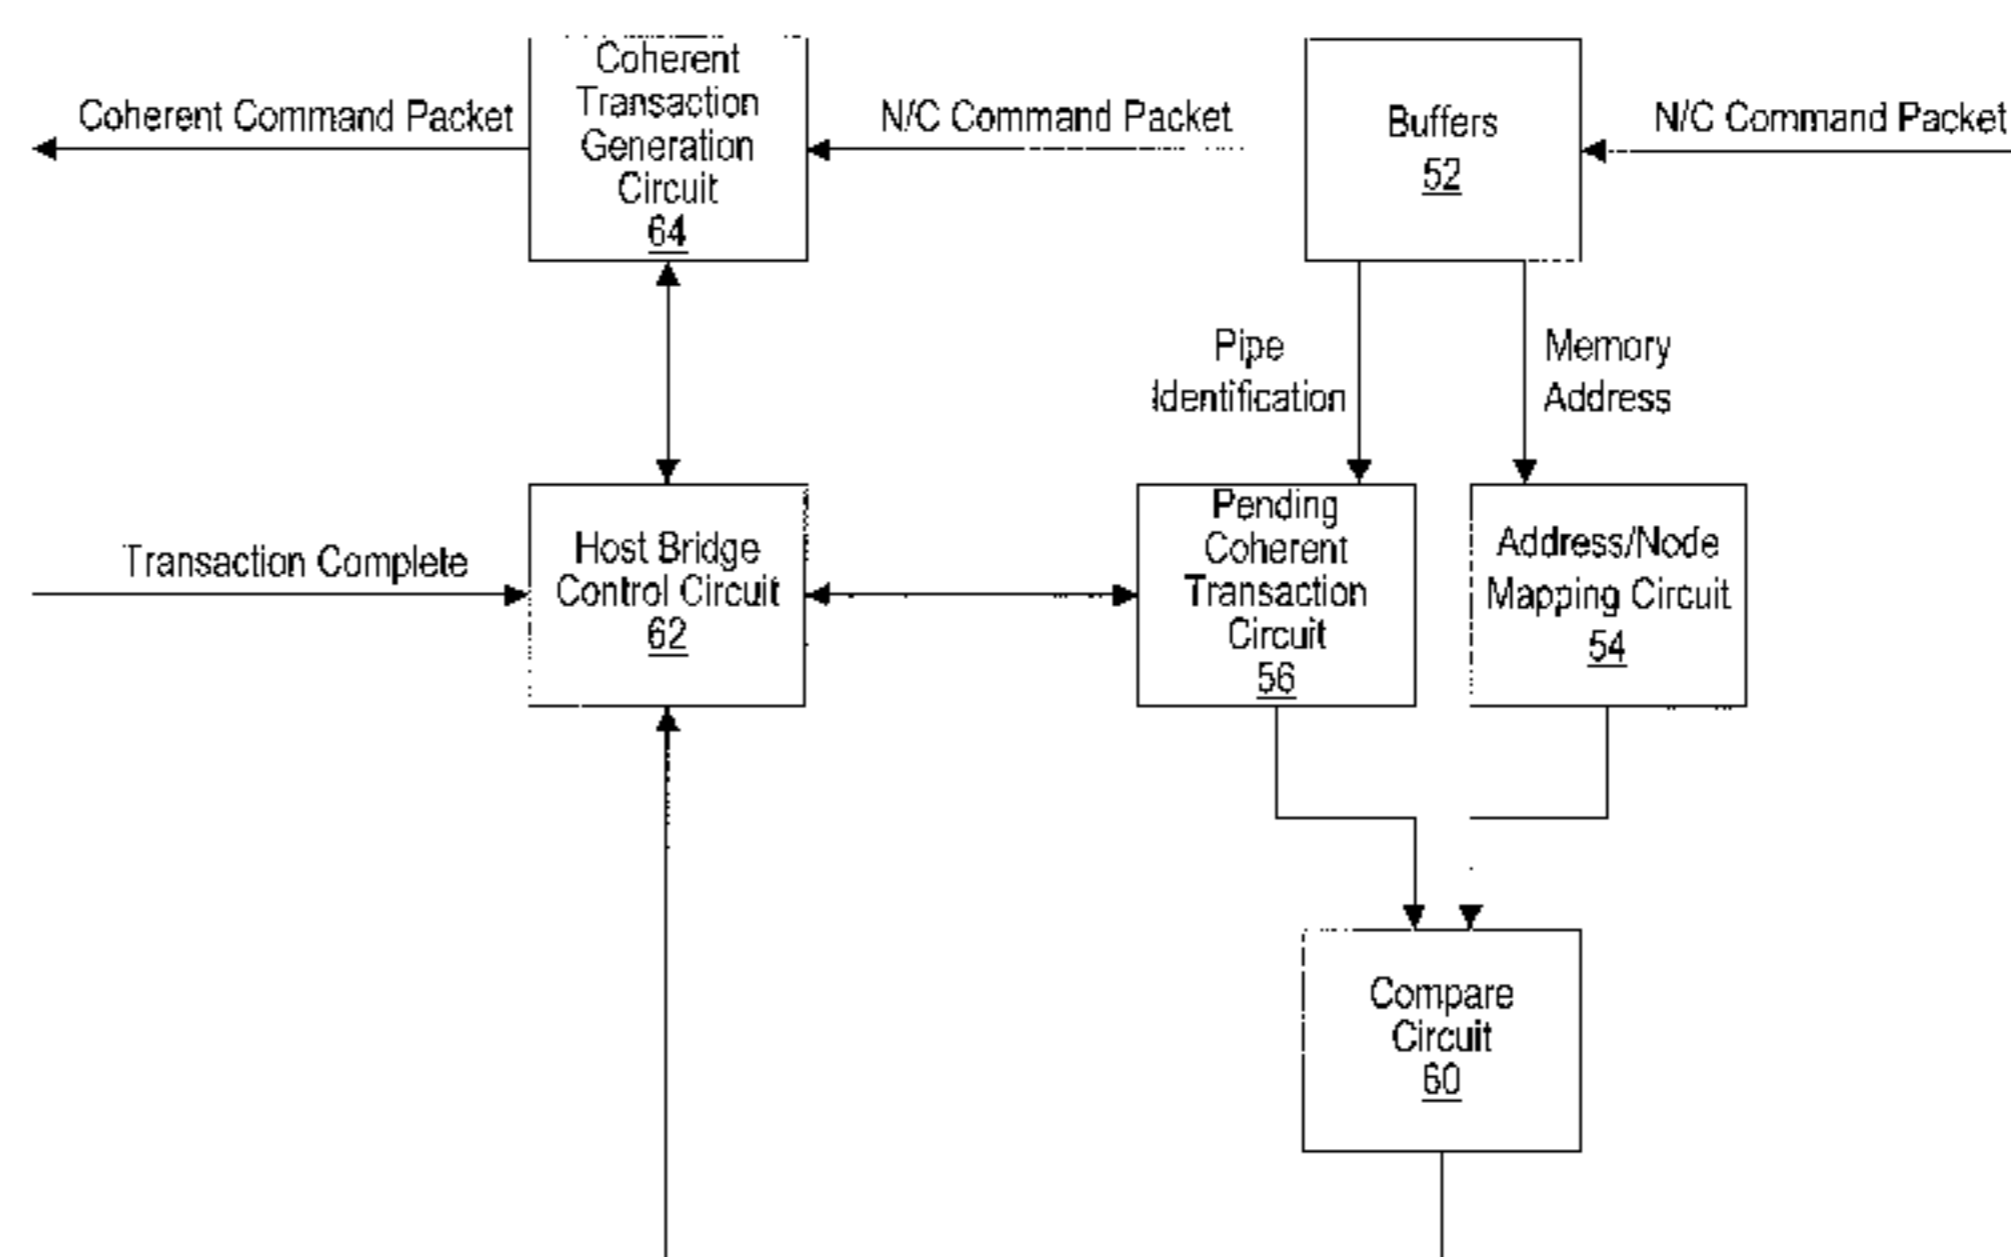 Coherent
Transaction
Generation
Circuit
64
Coherent Command Packet
N/C Command Packet
Buffers
52
N/C Command Packet
Pipe
Identification
Memory
Address
Transaction Complete
Host Bridge
Control Circuit
62
Pending
Coherent
Transaction
Circuit
56
Address/Node
Mapping Circuit
54
Compare
Circuit
60